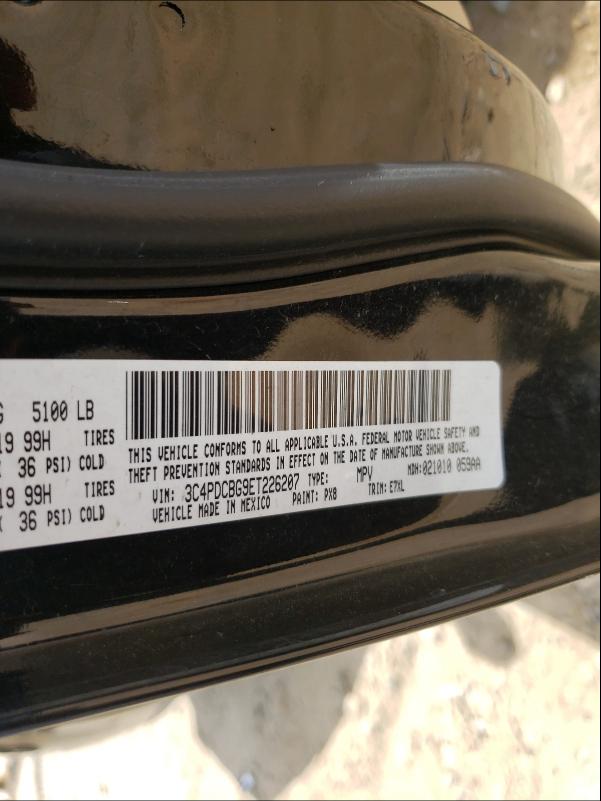 G 5100 LB
19 99H TIRES
36 PSI) COLD
19 99H TIRES
36 PSI) COLD
THIS VEHICLE CONFORMS TO ALL APPLICABLE U.S.A. FEDERAL MOTOR VEHICLE SAFETY AND
THEFT PREVENTION STANDARDS IN EFFECT ON THE DATE OF MANUFACTURE SHOWN ABOVE.
VIN: 3C4PDCBG9ET226207 TYPE: MPV MDH:021010 059AA
VEHICLE MADE IN MEXICO PAINT: PX8 TRIM: E7XL